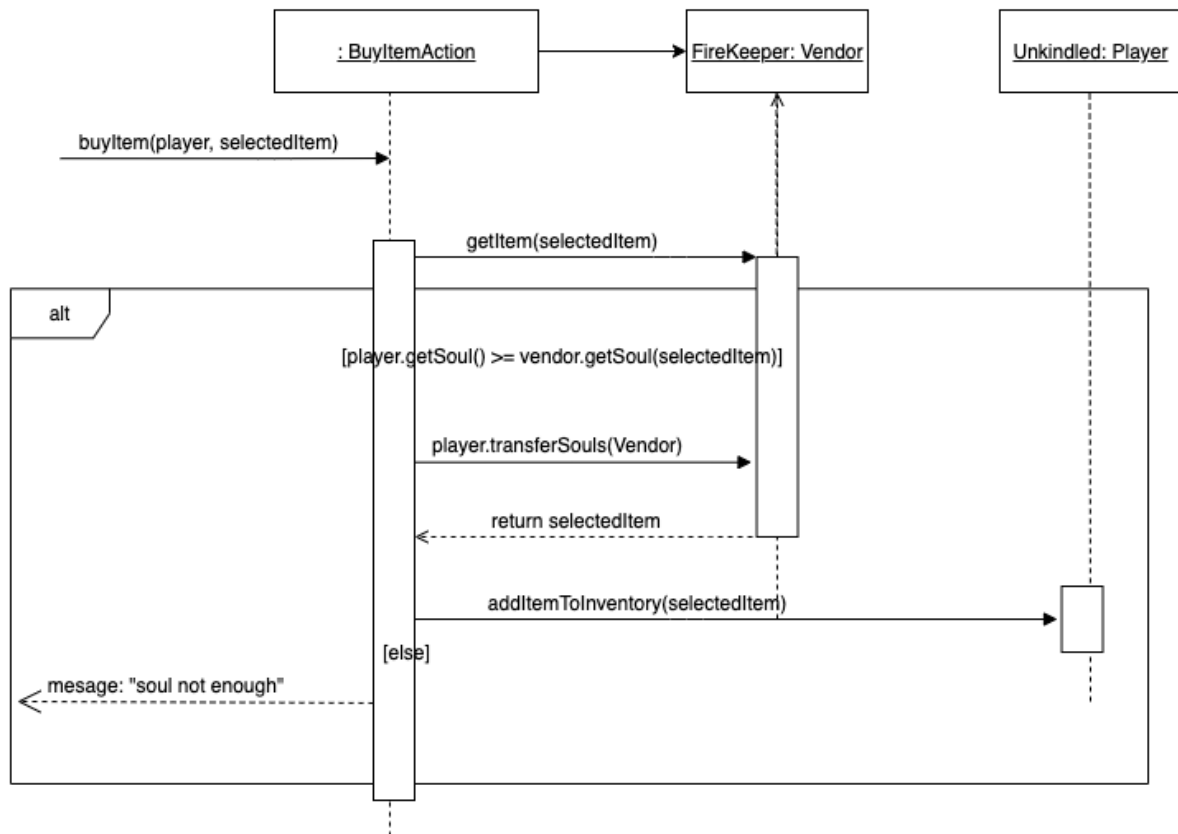 : BuyItemAction
FireKeeper: Vendor
Unkindled: Player
buyItem(player, selectedItem)
getItem(selectedItem)
alt
[player.getSoul() >= vendor.getSoul(selectedItem)]
player.transferSouls(Vendor)
return selectedItem
addItemToInventory(selectedItem)
[else]
mesage: "soul not enough"